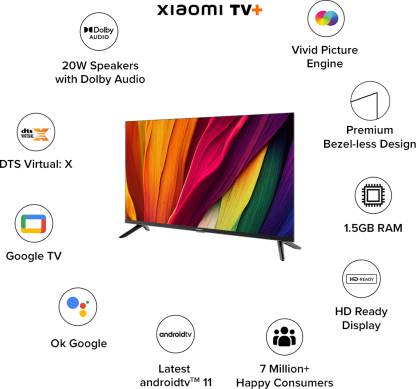 xiaomi TV+
Dolby
AUDIO
20W Speakers
with Dolby Audio
Vivid Picture
Engine
Premium
Bezel-less Design
dts
VIRTUAL:X
DTS Virtual: X
1.5GB RAM
Google TV
HD-READY
HD Ready
Display
Ok Google
androidtv
Latest
androidtv™ 11
7 Million+
Happy Consumers